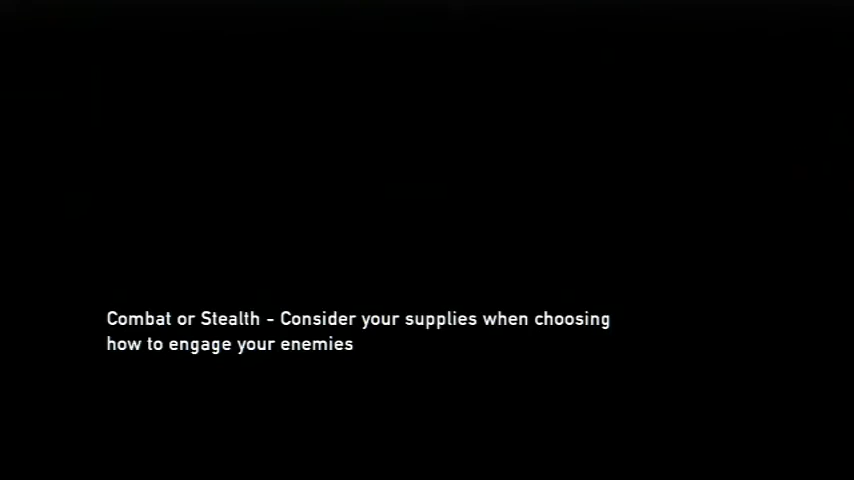 Combat or Stealth - Consider your supplies when choosing
how to engage your enemies